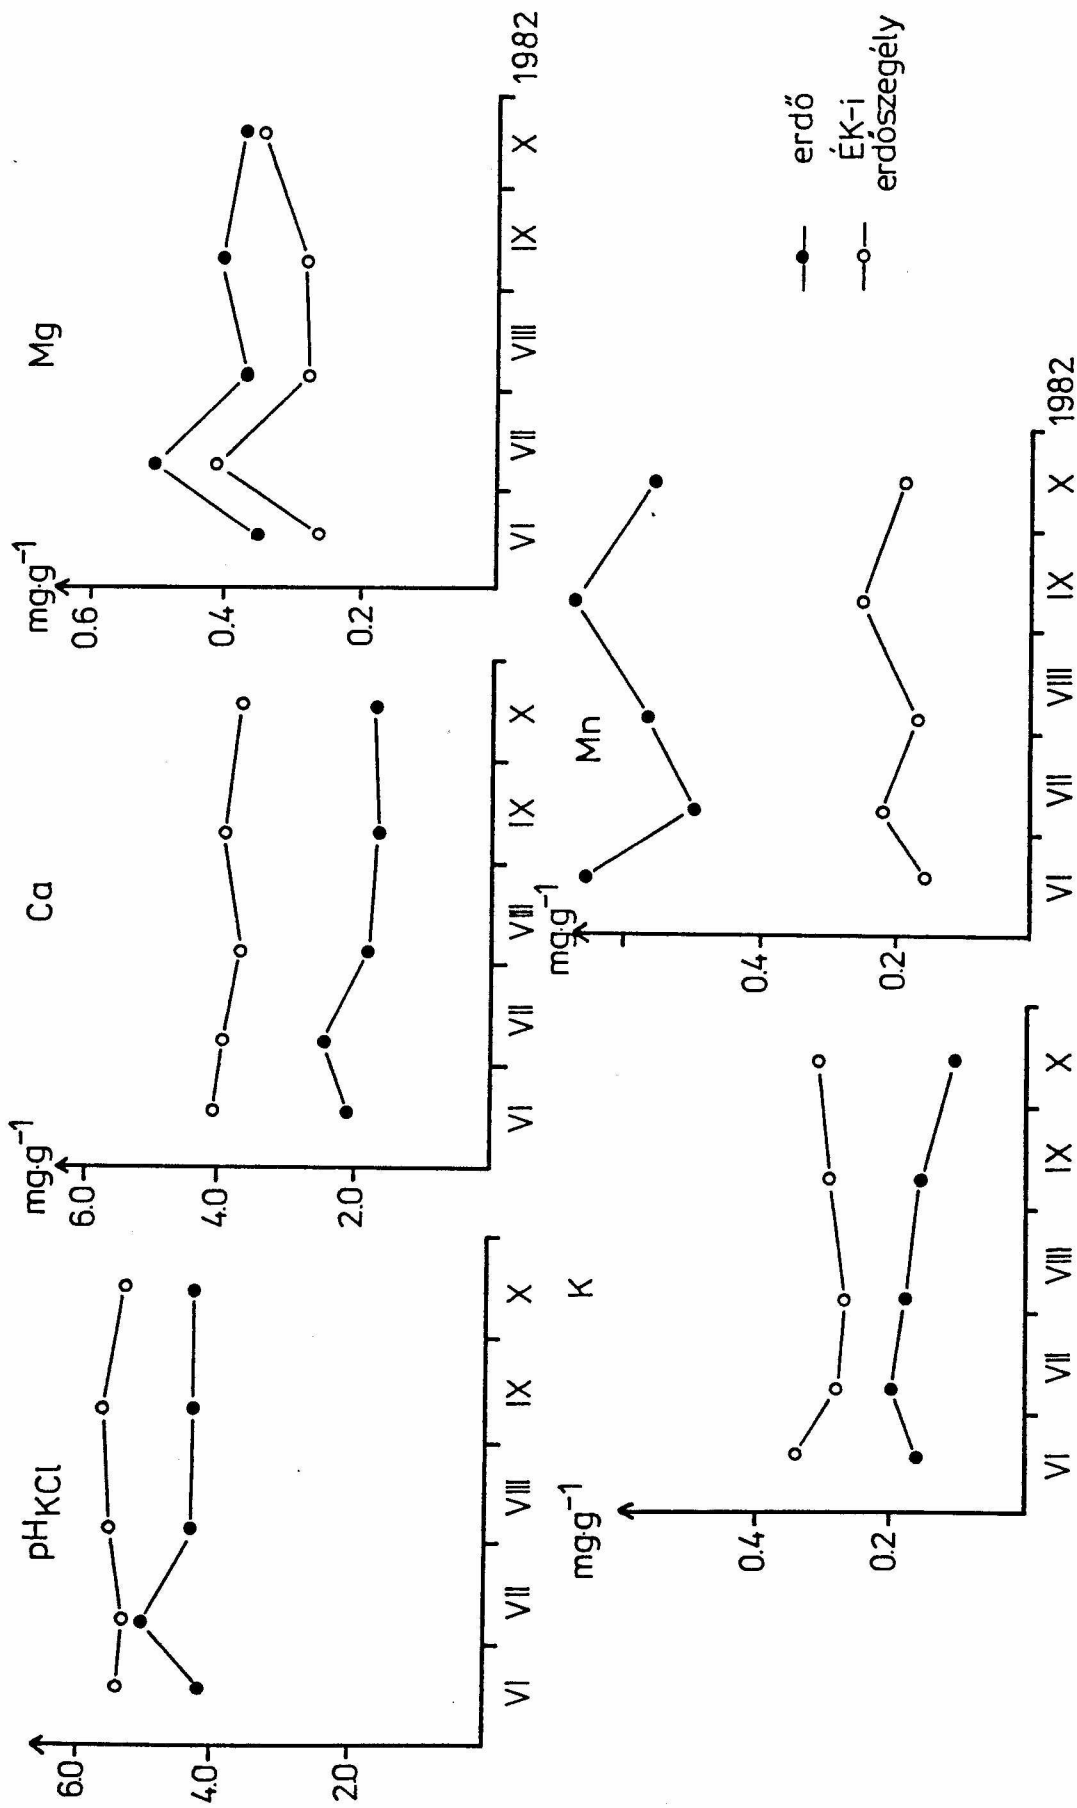 pHKCl
6.0
4.0
2.0
VI VII VIII IX X
Ca
mg·g⁻¹
6.0
4.0
2.0
VI VII VIII IX X
Mg
mg·g⁻¹
0.6
0.4
0.2
VI VII VIII IX X 1982
K
mg·g⁻¹
0.4
0.2
VI VII VIII IX X
Mn
mg·g⁻¹
0.4
0.2
VI VII VIII IX X 1982
erdő
ÉK-i
erdőszegély